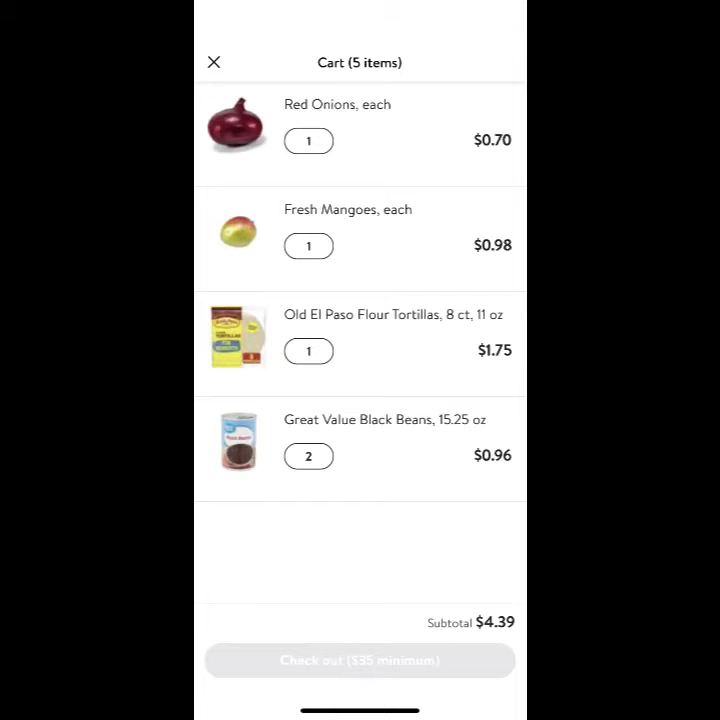 Cart (5 items)
Red Onions, each
1
$0.70
Fresh Mangoes, each
1
$0.98
Old El Paso Flour Tortillas, 8 ct, 11 oz
1
$1.75
Great Value Black Beans, 15.25 oz
2
$0.96
Subtotal $4.39
Check out ($35 minimum)